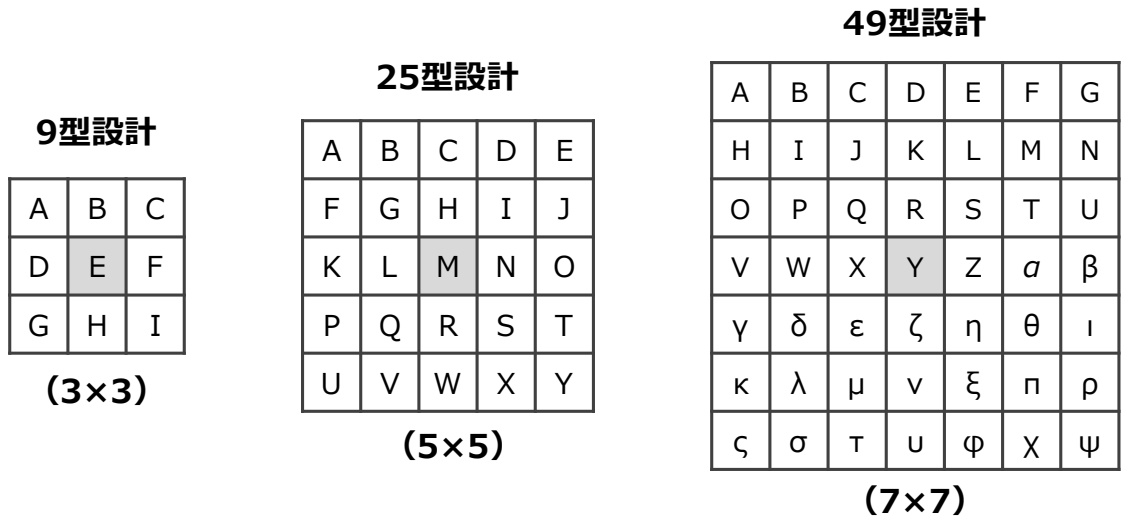 9型設計
A B C
D E F
G H I
（3×3）
25型設計
A B C D E
F G H I J
K L M N O
P Q R S T
U V W X Y
（5×5）
49型設計
A B C D E F G
H I J K L M N
O P Q R S T U
V W X Y Z α β
γ δ ε ζ η θ ι
κ λ μ ν ξ π ρ
ς σ τ υ φ χ ψ
（7×7）